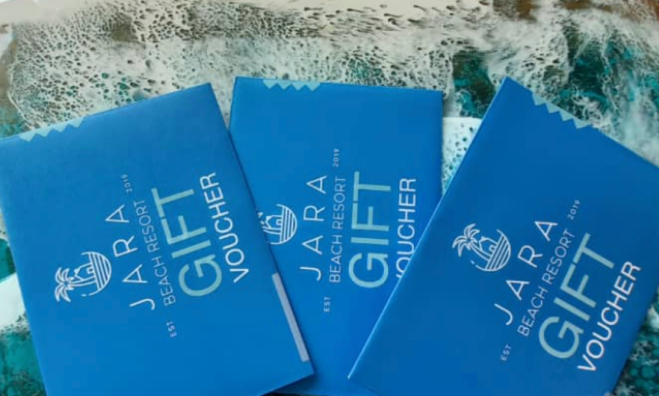 JARA
EST BEACH RESORT 2019
GIFT
VOUCHER
JARA
EST BEACH RESORT 2019
GIFT
VOUCHER
JARA
EST BEACH RESORT 2019
GIFT
VOUCHER